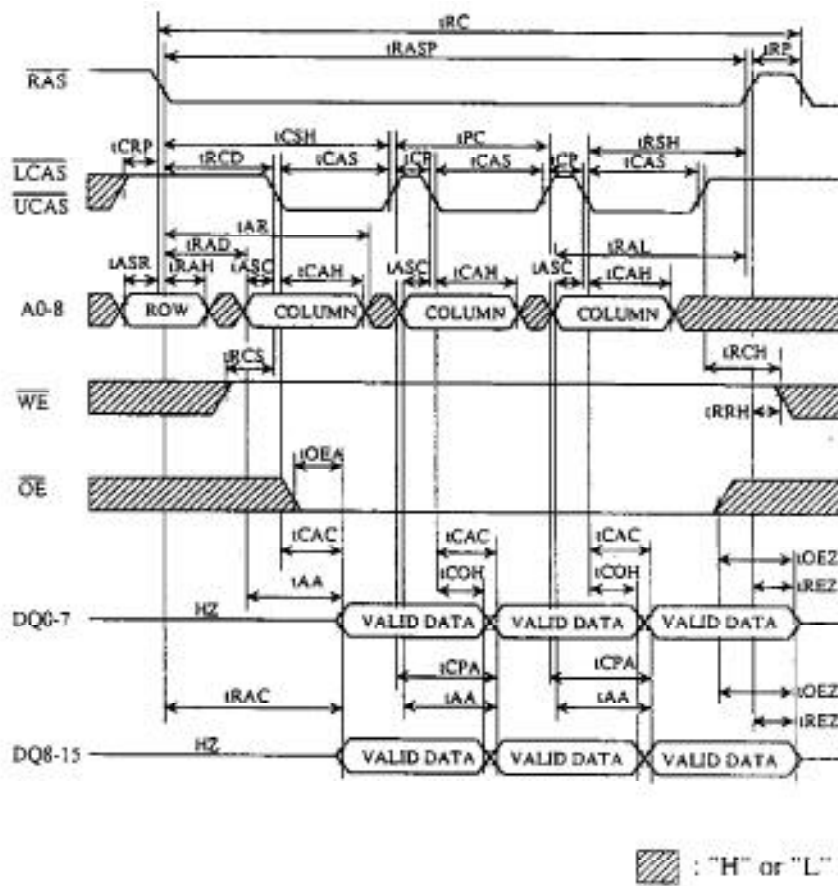 tRC
tRASP
tRP
RAS
tCSH
tPC
tCRP
tRCD
tCAS
tCP
tCAS
tCP
tRSH
tCAS
LCAS
UCAS
tAR
tRAD
tRAL
tASR
tRAH
tASC
tCAH
tASC
tCAH
tASC
tCAH
A0-8
ROW
COLUMN
COLUMN
COLUMN
tRCS
tRCH
WE
tRRH
tOEA
OE
tCAC
tCAC
tCAC
tOEZ
tAA
tCOH
tCOH
tREZ
DQ0-7
HZ
VALID DATA
VALID DATA
VALID DATA
tCPA
tCPA
tRAC
tAA
tAA
tOEZ
tREZ
DQ8-15
HZ
VALID DATA
VALID DATA
VALID DATA
: "H" or "L"